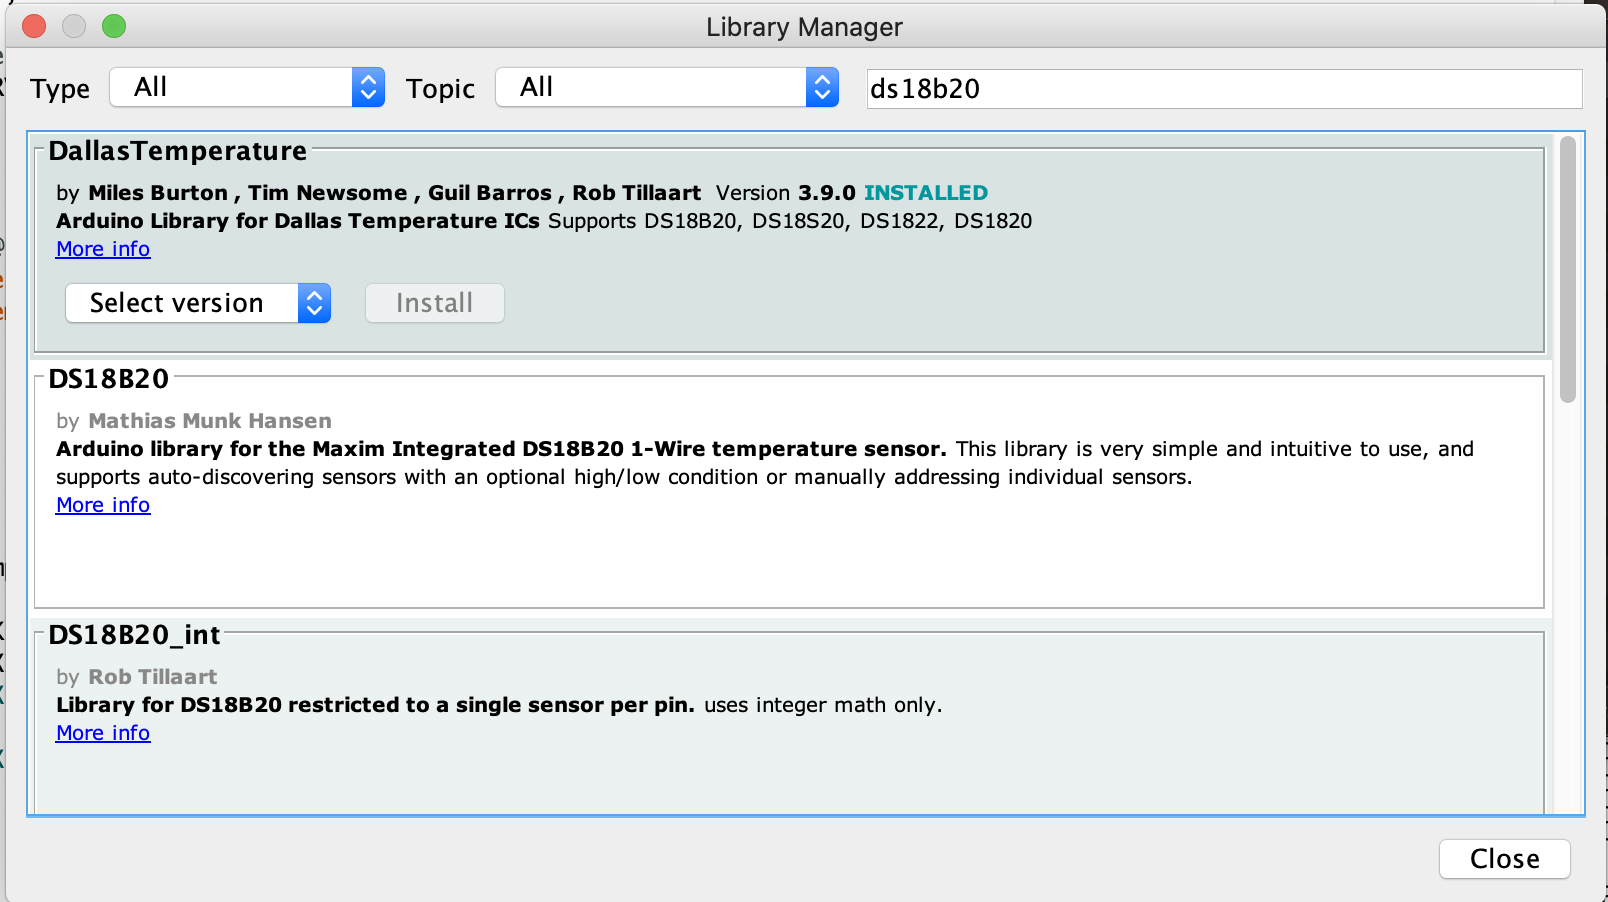 Library Manager
Type All Topic All ds18b20
DallasTemperature
by Miles Burton , Tim Newsome , Guil Barros , Rob Tillaart Version 3.9.0 INSTALLED
Arduino Library for Dallas Temperature ICs Supports DS18B20, DS18S20, DS1822, DS1820
More info
Select version Install
DS18B20
by Mathias Munk Hansen
Arduino library for the Maxim Integrated DS18B20 1-Wire temperature sensor. This library is very simple and intuitive to use, and
supports auto-discovering sensors with an optional high/low condition or manually addressing individual sensors.
More info
DS18B20_int
by Rob Tillaart
Library for DS18B20 restricted to a single sensor per pin. uses integer math only.
More info
Close